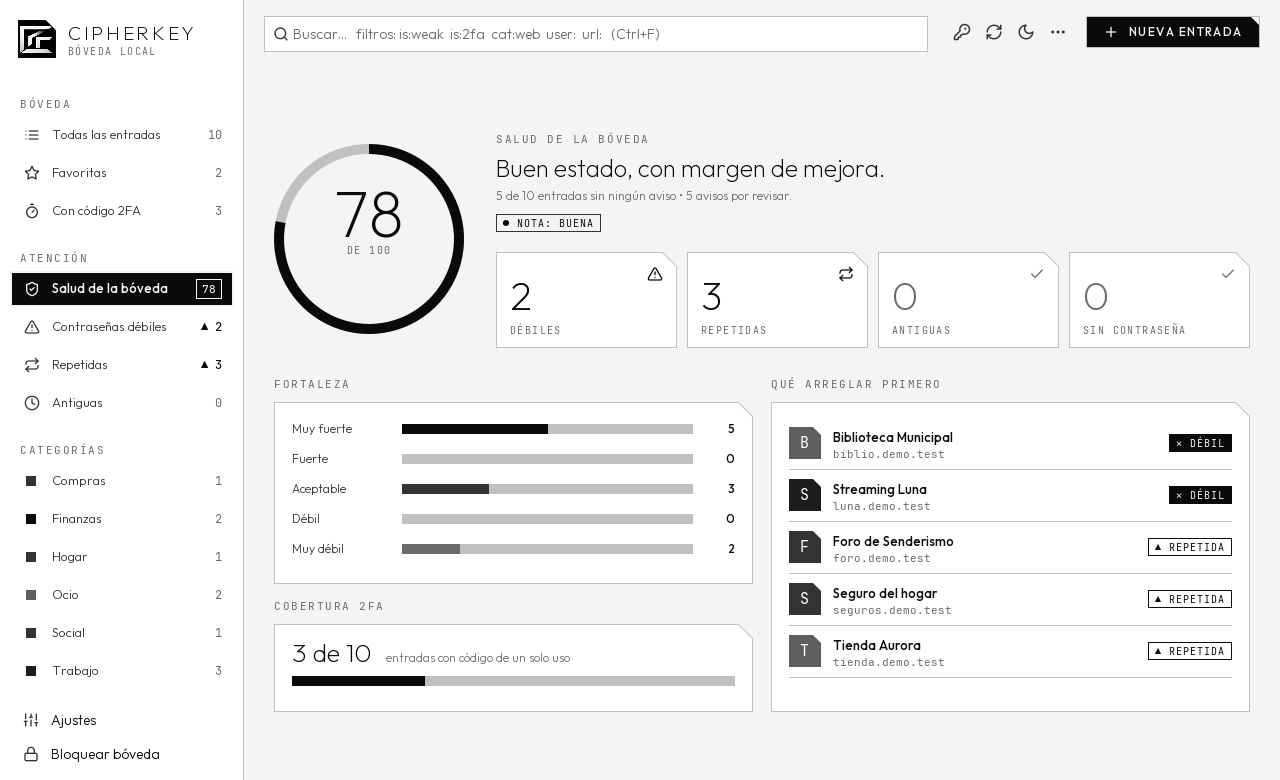 CIPHERKEY
BÓVEDA LOCAL
BÓVEDA
Todas las entradas 10
Favoritas 2
Con código 2FA 3
ATENCIÓN
Salud de la bóveda 78
Contraseñas débiles ▲ 2
Repetidas ▲ 3
Antiguas 0
CATEGORÍAS
Compras 1
Finanzas 2
Hogar 1
Ocio 2
Social 1
Trabajo 3
Ajustes
Bloquear bóveda
Buscar... filtros: is:weak is:2fa cat:web user: url: (Ctrl+F)
NUEVA ENTRADA
78
DE 100
SALUD DE LA BÓVEDA
Buen estado, con margen de mejora.
5 de 10 entradas sin ningún aviso • 5 avisos por revisar.
● NOTA: BUENA
2
DÉBILES
3
REPETIDAS
0
ANTIGUAS
0
SIN CONTRASEÑA
FORTALEZA
Muy fuerte 5
Fuerte 0
Aceptable 3
Débil 0
Muy débil 2
COBERTURA 2FA
3 de 10 entradas con código de un solo uso
QUÉ ARREGLAR PRIMERO
B Biblioteca Municipal
biblio.demo.test
× DÉBIL
S Streaming Luna
luna.demo.test
× DÉBIL
F Foro de Senderismo
foro.demo.test
▲ REPETIDA
S Seguro del hogar
seguros.demo.test
▲ REPETIDA
T Tienda Aurora
tienda.demo.test
▲ REPETIDA